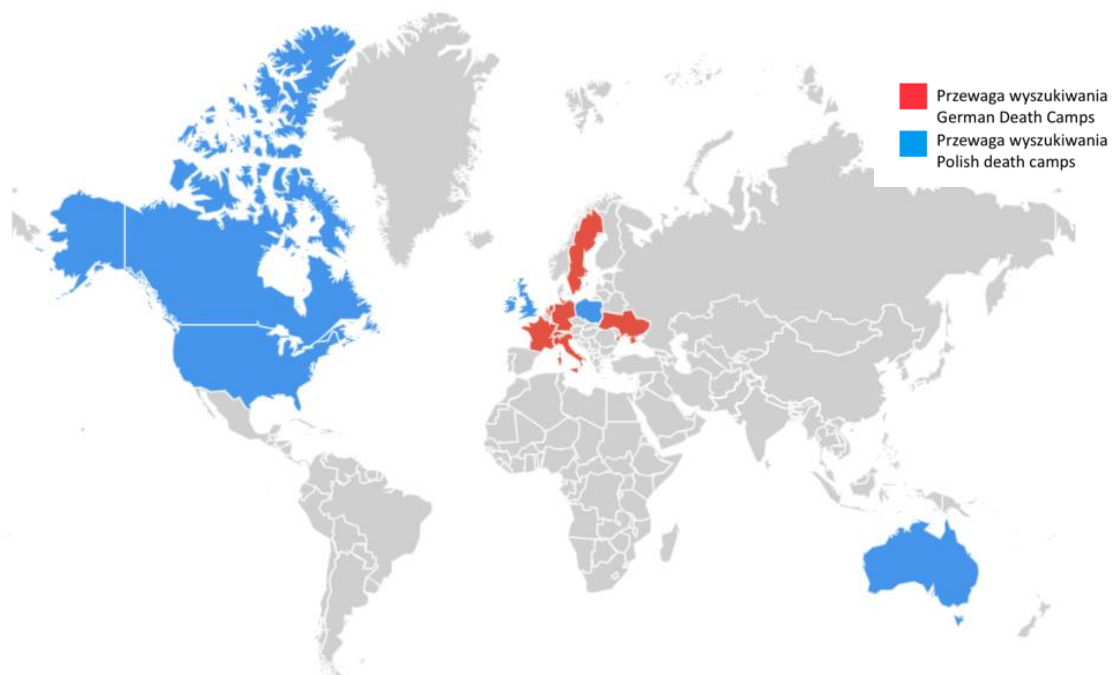 Przewaga wyszukiwania
German Death Camps
Przewaga wyszukiwania
Polish death camps